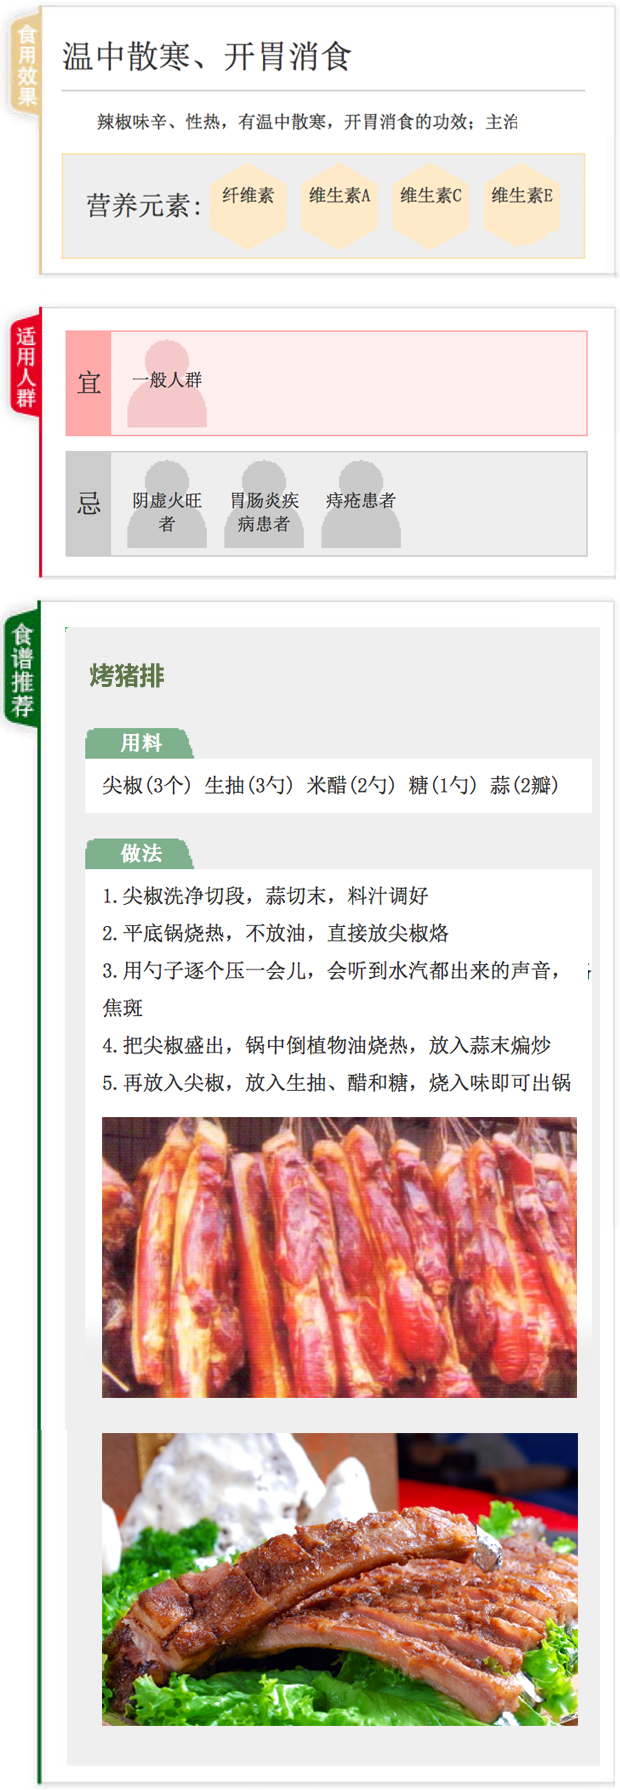 食用效果
温中散寒、开胃消食
辣椒味辛、性热，有温中散寒，开胃消食的功效；主治
营养元素:
纤维素
维生素A
维生素C
维生素E
适用人群
宜
一般人群
忌
阴虚火旺
者
胃肠炎疾
病患者
痔疮患者
食谱推荐
烤猪排
用料
尖椒(3个) 生抽(3勺) 米醋(2勺) 糖(1勺) 蒜(2瓣)
做法
1.尖椒洗净切段，蒜切末，料汁调好
2.平底锅烧热，不放油，直接放尖椒烙
3.用勺子逐个压一会儿，会听到水汽都出来的声音，
焦斑
4.把尖椒盛出，锅中倒植物油烧热，放入蒜末煸炒
5.再放入尖椒，放入生抽、醋和糖，烧入味即可出锅